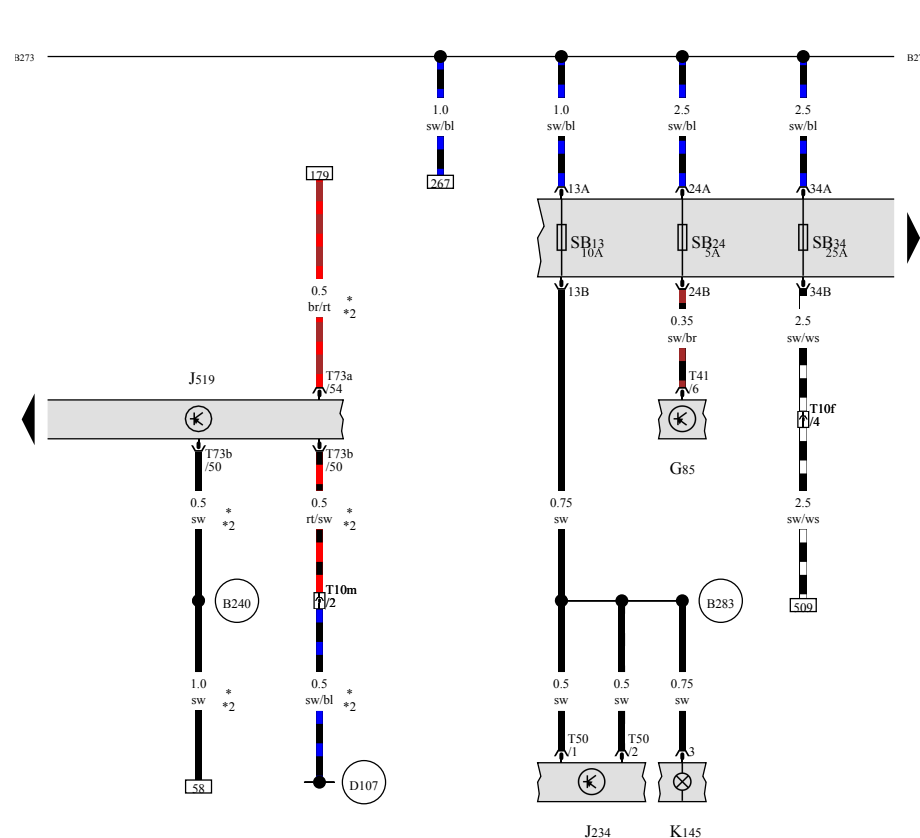 B273
B27
1.0
sw/bl
1.0
sw/bl
2.5
sw/bl
2.5
sw/bl
179
267
13A
24A
34A
SB13
10A
SB24
5A
SB34
25A
13B
24B
34B
0.5
br/rt
*
*2
0.35
sw/br
2.5
sw/ws
J519
T73a
/54
T41
/6
T10f
/4
T73b
/50
T73b
/50
G85
0.5
sw
*
*2
0.5
rt/sw
*
*2
0.75
sw
2.5
sw/ws
B240
T10m
/2
B283
509
1.0
sw
*
*2
0.5
sw/bl
*
*2
0.5
sw
0.5
sw
0.75
sw
T50
/1
T50
/2
3
58
D107
J234
K145